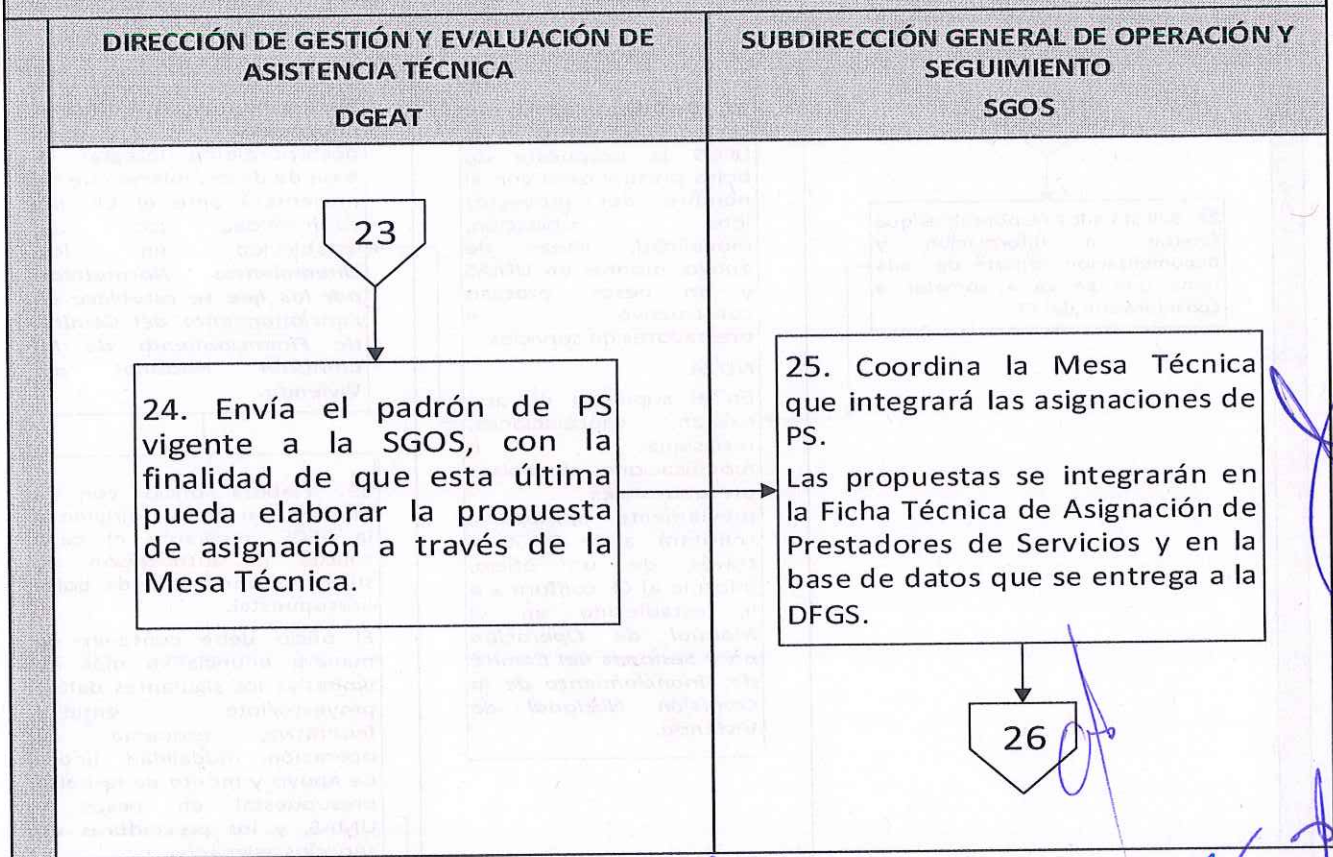 DIRECCIÓN DE GESTIÓN Y EVALUACIÓN DE
ASISTENCIA TÉCNICA
DGEAT
SUBDIRECCIÓN GENERAL DE OPERACIÓN Y
SEGUIMIENTO
SGOS
23
24. Envía el padrón de PS
vigente a la SGOS, con la
finalidad de que esta última
pueda elaborar la propuesta
de asignación a través de la
Mesa Técnica.
25. Coordina la Mesa Técnica
que integrará las asignaciones de
PS.
Las propuestas se integrarán en
la Ficha Técnica de Asignación de
Prestadores de Servicios y en la
base de datos que se entrega a la
DFGS.
26